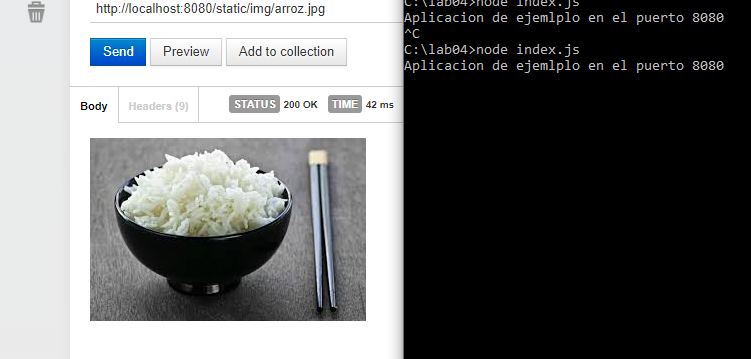 http://localhost:8080/static/img/arroz.jpg
Send Preview Add to collection
Body Headers (9) STATUS 200 OK TIME 42 ms
C:\lab04>node index.js
Aplicacion de ejemlplo en el puerto 8080
^C
C:\lab04>node index.js
Aplicacion de ejemlplo en el puerto 8080